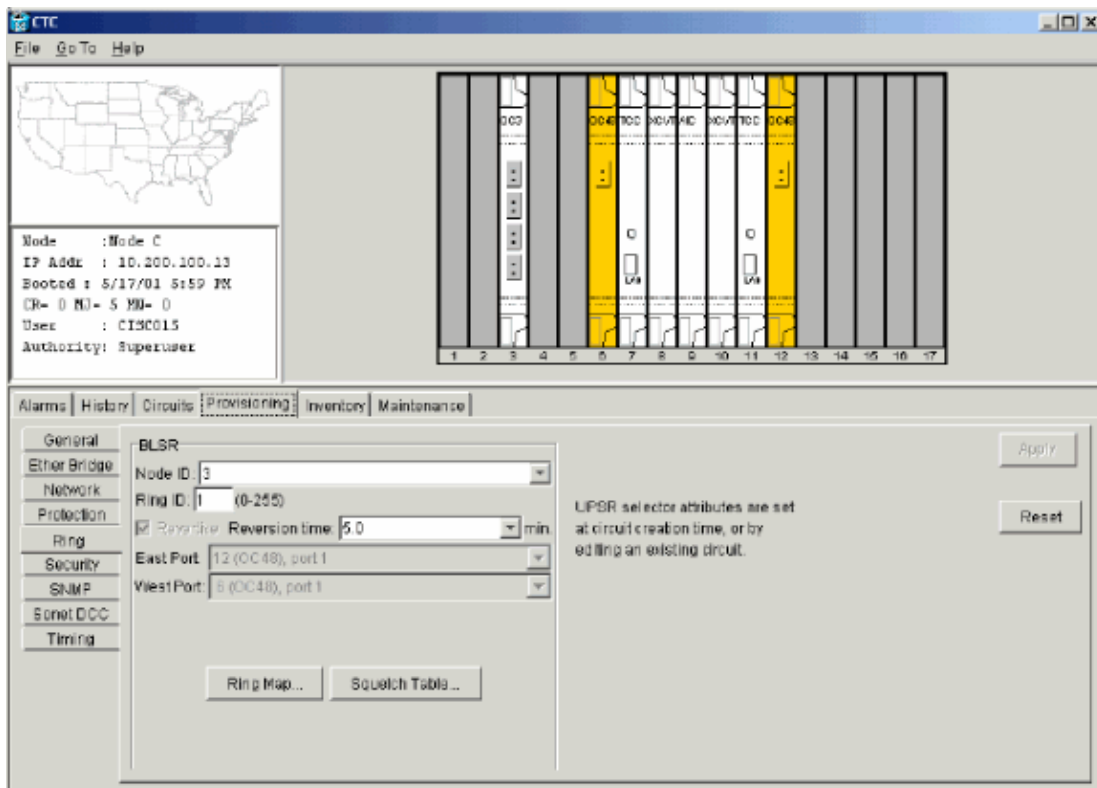 CTC
File Go To Help
OC3 OC48 TCC XCVT AIC XCVT TCC OC48
1 2 3 4 5 6 7 8 9 10 11 12 13 14 15 16 17
Node :Node C
IP Addr : 10.200.100.13
Booted : 5/17/01 5:59 PM
CR= 0 MJ= 5 MN= 0
User : CISCO15
Authority: Superuser
Alarms History Circuits Provisioning Inventory Maintenance
General
Ether Bridge
Network
Protection
Ring
Security
SNMP
Sonet DCC
Timing
BLSR
Node ID: 3
Ring ID: 1 (0-255)
Revertive Reversion time: 5.0 min.
East Port: 12 (OC48), port 1
West Port: 6 (OC48), port 1
Ring Map... Squelch Table...
UPSR selector attributes are set
at circuit creation time, or by
editing an existing circuit.
Apply
Reset